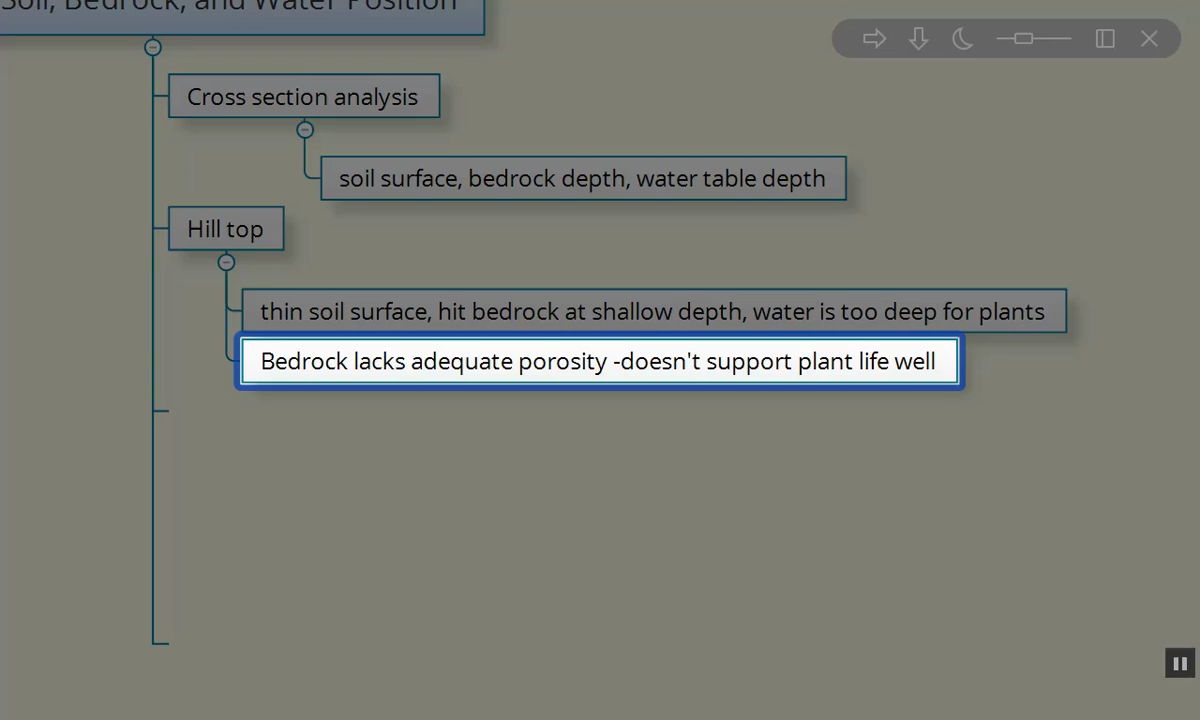 Soil, Bedrock, and Water Position
Cross section analysis
soil surface, bedrock depth, water table depth
Hill top
thin soil surface, hit bedrock at shallow depth, water is too deep for plants
Bedrock lacks adequate porosity -doesn't support plant life well